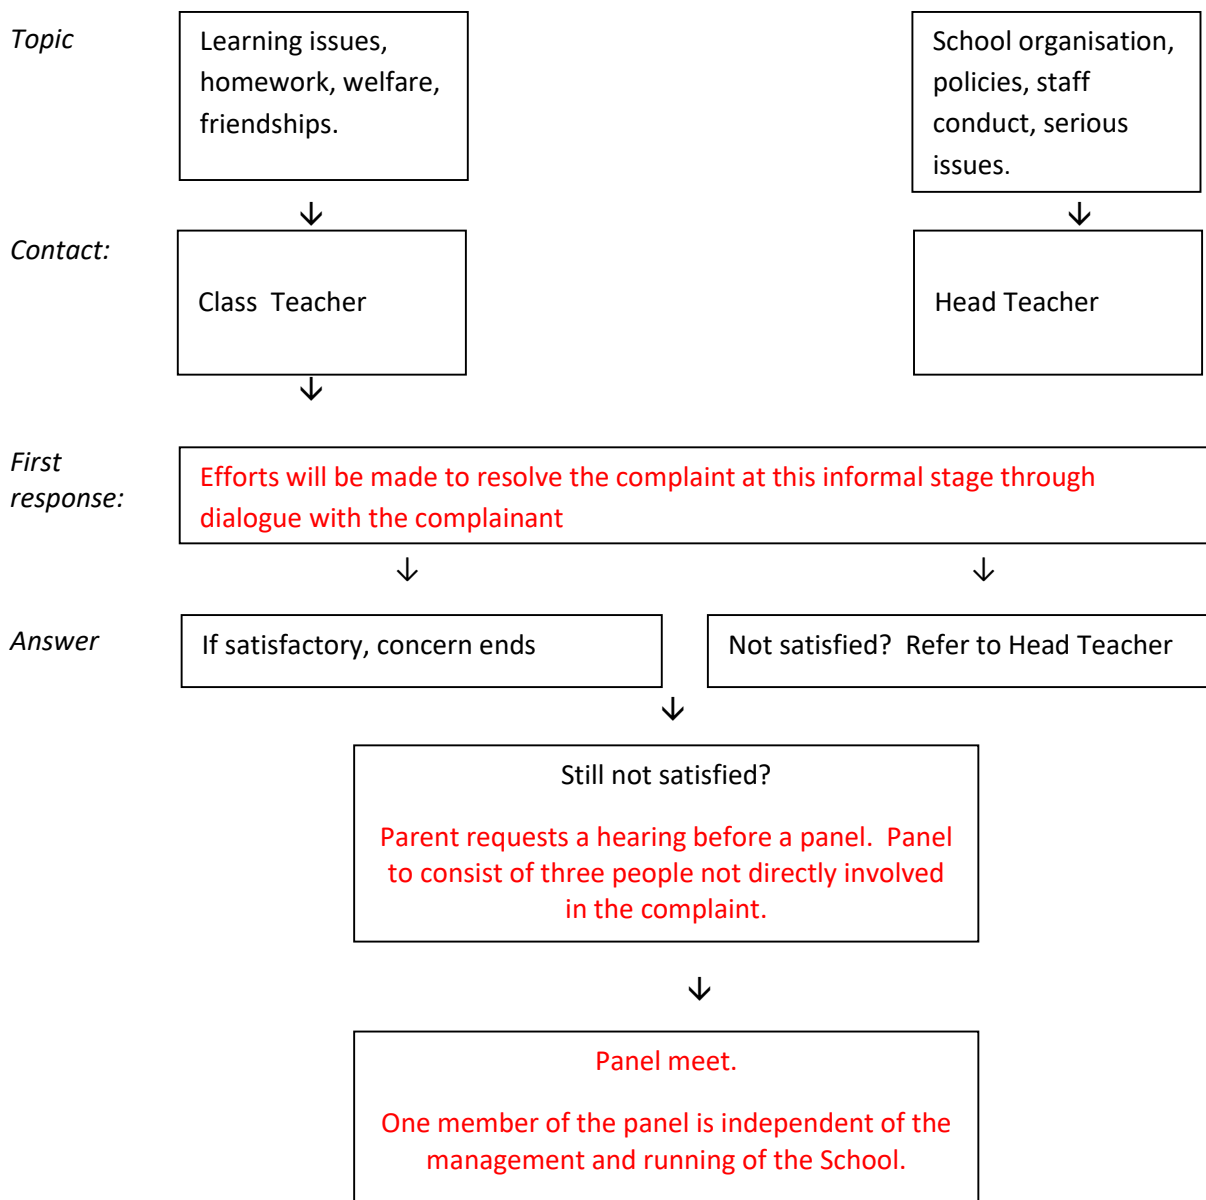 Topic
Learning issues,
homework, welfare,
friendships.
School organisation,
policies, staff
conduct, serious
issues.
Contact:
Class  Teacher
Head Teacher
First
response:
Efforts will be made to resolve the complaint at this informal stage through
dialogue with the complainant
Answer
If satisfactory, concern ends
Not satisfied?  Refer to Head Teacher
Still not satisfied?
Parent requests a hearing before a panel.  Panel
to consist of three people not directly involved
in the complaint.
Panel meet.
One member of the panel is independent of the
management and running of the School.